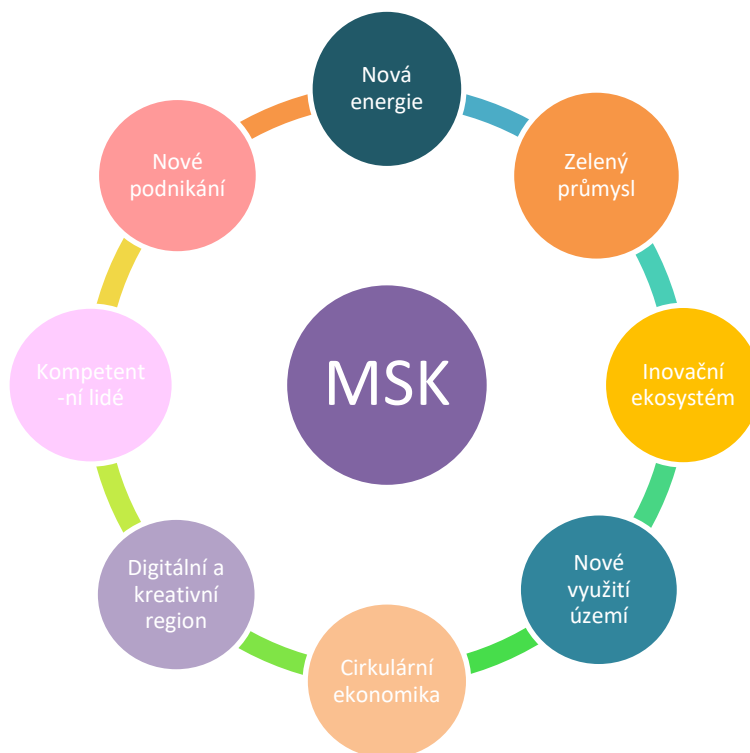 Nová
energie
Zelený
průmysl
Inovační
ekosystém
Nové
využití
území
Cirkulární
ekonomika
Digitální a
kreativní
region
Kompetent
-ní lidé
Nové
podnikání
MSK